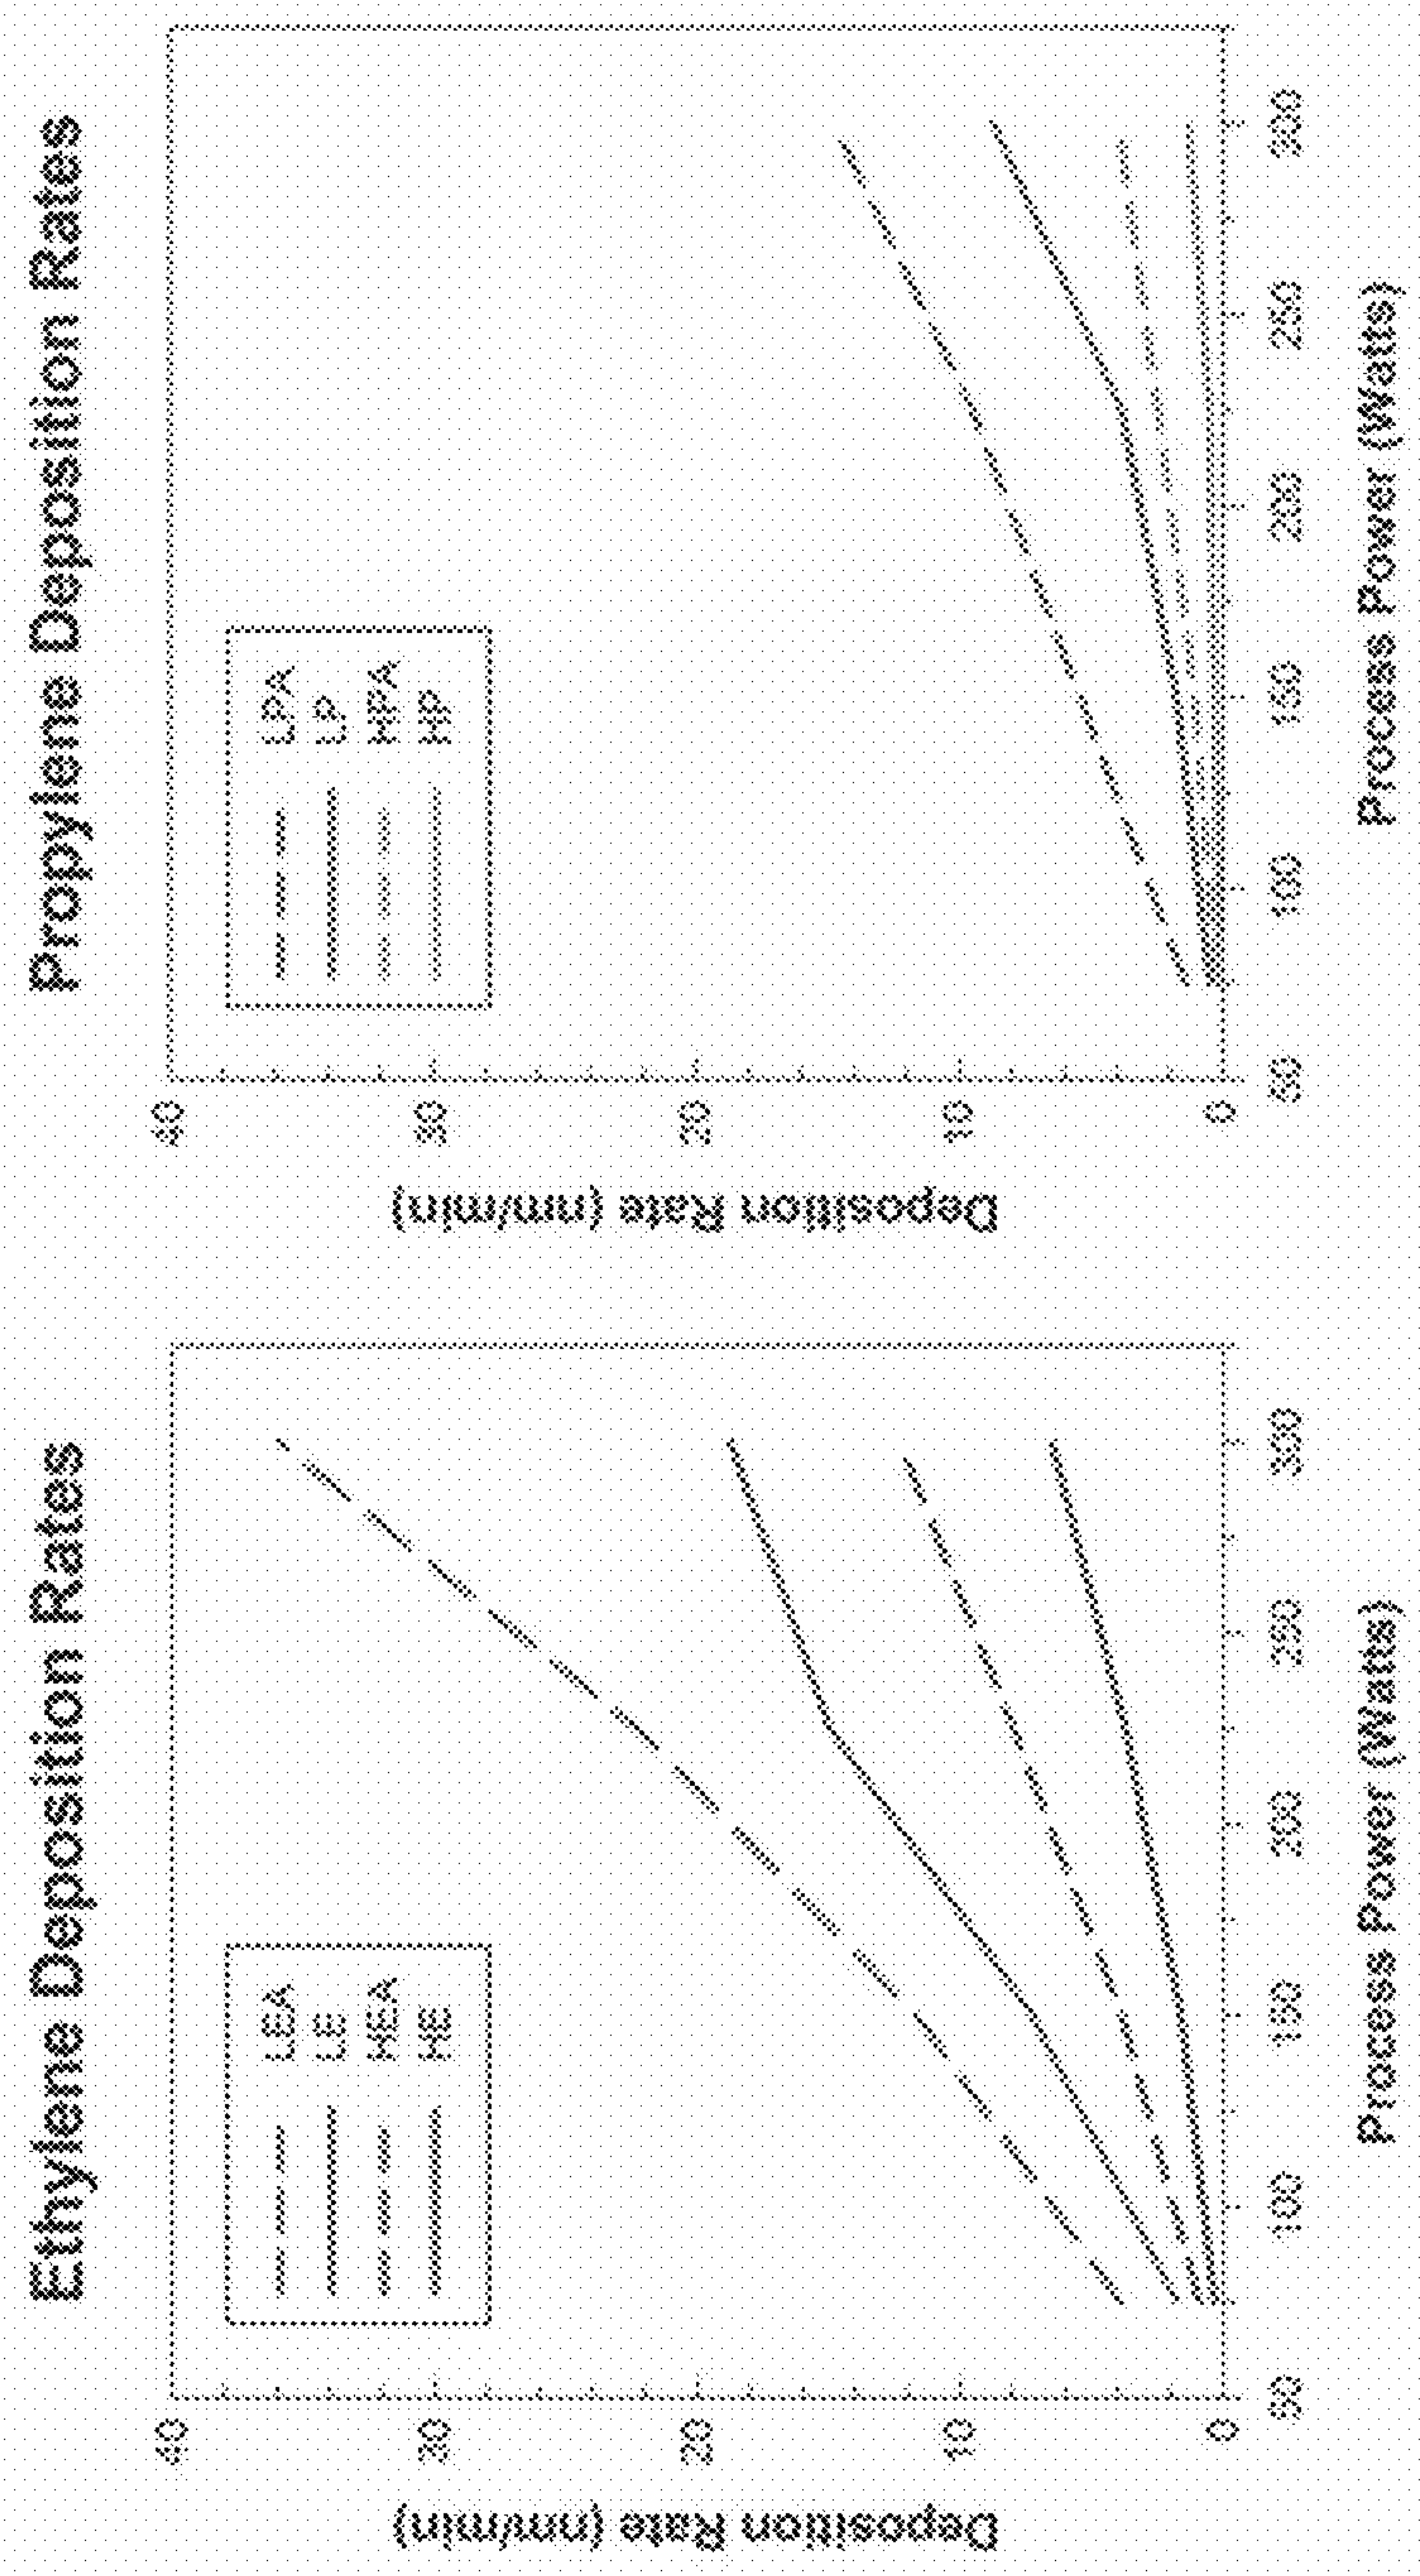 Ethylene Deposition Rates
Deposition Rate (nm/min)
40
30
20
10
0
LEA
LE
HEA
HE
50
100
150
200
250
300
Process Power (Watts)
Propylene Deposition Rates
Deposition Rate (nm/min)
40
30
20
10
0
LPA
LP
HPA
HP
50
100
150
200
250
300
Process Power (Watts)